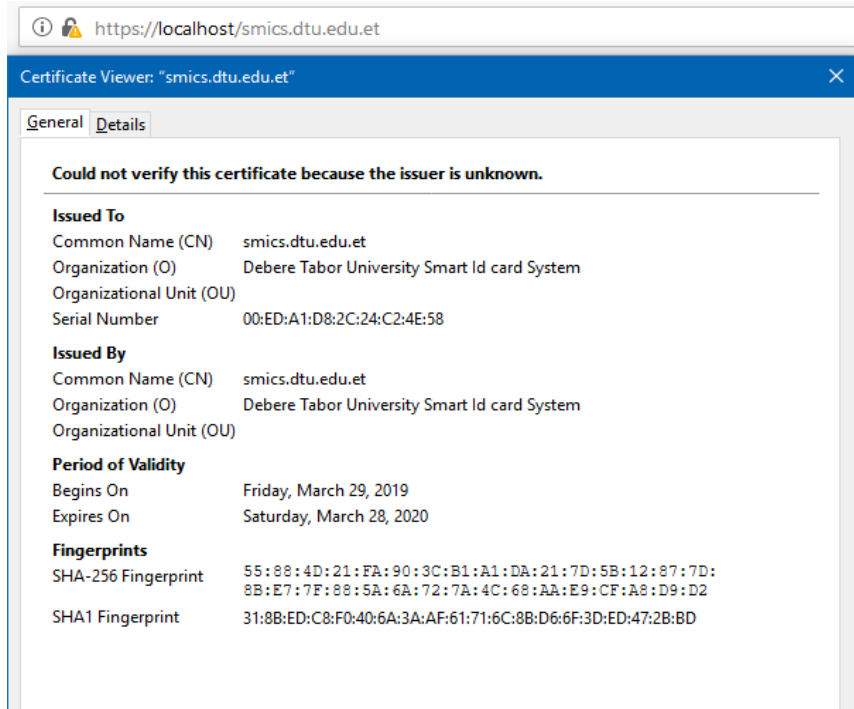 https://localhost/smics.dtu.edu.et
Certificate Viewer: "smics.dtu.edu.et"
General Details
Could not verify this certificate because the issuer is unknown.
Issued To
Common Name (CN) smics.dtu.edu.et
Organization (O) Debere Tabor University Smart Id card System
Organizational Unit (OU)
Serial Number 00:ED:A1:D8:2C:24:C2:4E:58
Issued By
Common Name (CN) smics.dtu.edu.et
Organization (O) Debere Tabor University Smart Id card System
Organizational Unit (OU)
Period of Validity
Begins On Friday, March 29, 2019
Expires On Saturday, March 28, 2020
Fingerprints
SHA-256 Fingerprint 55:88:4D:21:FA:90:3C:B1:A1:DA:21:7D:5B:12:87:7D:
8B:E7:7F:88:5A:6A:72:7A:4C:68:AA:E9:CF:A8:D9:D2
SHA1 Fingerprint 31:8B:ED:C8:F0:40:6A:3A:AF:61:71:6C:8B:D6:6F:3D:ED:47:2B:BD